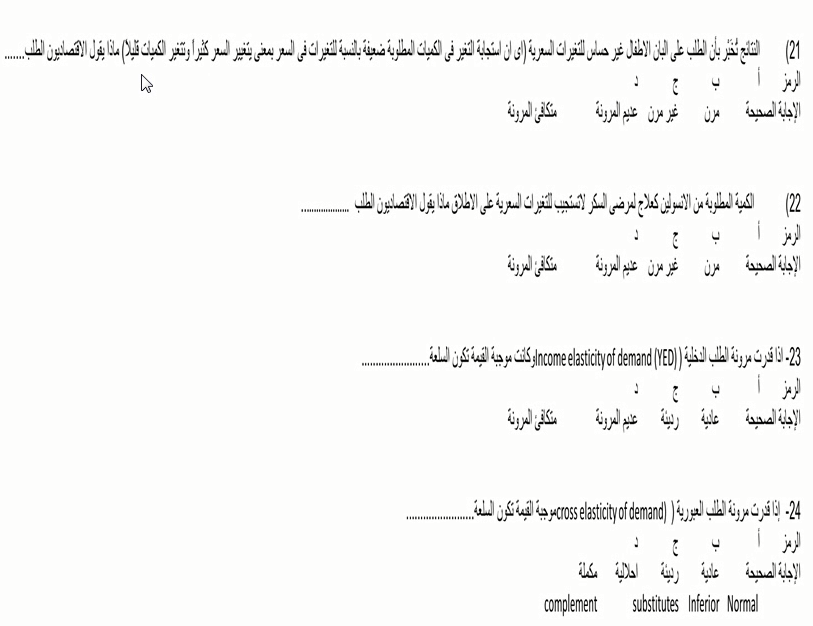 21) النتائج تُخَبِّر بأن الطلب على البان الاطفال غير حساس للتغيرات السعرية (اى ان استجابة التغير فى الكميات المطلوبة ضعيفة بالنسبة للتغيرات فى السعر بمعنى يتغيير السعر كثيراً وتتغير الكميات قليلاً) ماذا يقول الاقتصاديون الطلب.......
الرمز أ ب ج د
الإجابة الصحيحة مرن غير مرن عديم المرونة متكافئ المرونة
22) الكمية المطلوبة من الانسولين كعلاج لمرضى السكر لاتستجيب للتغيرات السعرية على الاطلاق ماذا يقول الاقتصاديون الطلب ..................
الرمز أ ب ج د
الإجابة الصحيحة مرن غير مرن عديم المرونة متكافئ المرونة
23- اذا قدرت مرونة الطلب الدخلية ( Income elasticity of demand (YED)) وكانت موجبة القيمة تكون السلعة........................
الرمز أ ب ج د
الإجابة الصحيحة عادية رديئة عديم المرونة متكافئ المرونة
24- إذا قدرت مرونة الطلب العبورية ( cross elasticity of demand) ) موجبة القيمة تكون السلعة........................
الرمز أ ب ج د
الإجابة الصحيحة عادية رديئة احلالية مكملة
complement substitutes Inferior Normal